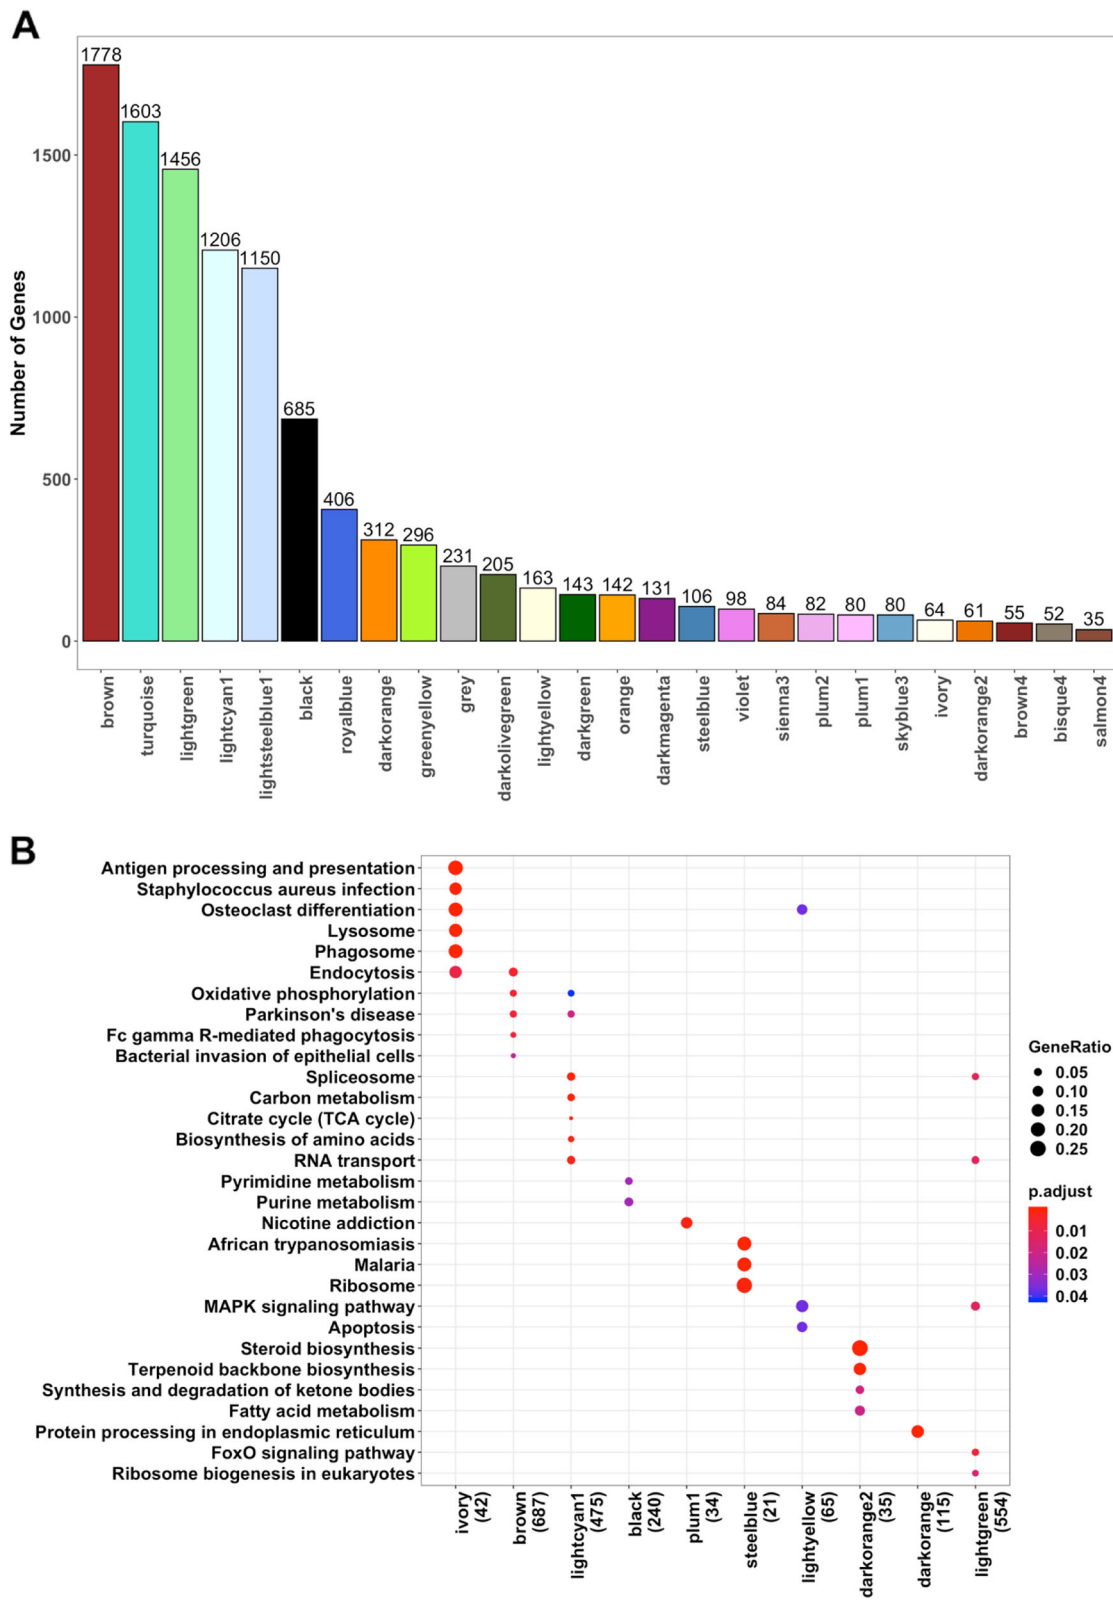 A
1778
1603
1456
1206
1150
685
406
312
296
231
205
163
143
142
131
106
98
84
82
80
80
64
61
55
52
35
Number of Genes
1500
1000
500
0
brown
turquoise
lightgreen
lightcyan1
lightsteelblue1
black
royalblue
darkorange
greenyellow
grey
darkolivegreen
lightyellow
darkgreen
orange
darkmagenta
steelblue
violet
sienna3
plum2
plum1
skyblue3
ivory
darkorange2
brown4
bisque4
salmon4
B
Antigen processing and presentation
Staphylococcus aureus infection
Osteoclast differentiation
Lysosome
Phagosome
Endocytosis
Oxidative phosphorylation
Parkinson's disease
Fc gamma R-mediated phagocytosis
Bacterial invasion of epithelial cells
Spliceosome
Carbon metabolism
Citrate cycle (TCA cycle)
Biosynthesis of amino acids
RNA transport
Pyrimidine metabolism
Purine metabolism
Nicotine addiction
African trypanosomiasis
Malaria
Ribosome
MAPK signaling pathway
Apoptosis
Steroid biosynthesis
Terpenoid backbone biosynthesis
Synthesis and degradation of ketone bodies
Fatty acid metabolism
Protein processing in endoplasmic reticulum
FoxO signaling pathway
Ribosome biogenesis in eukaryotes
ivory
(42)
brown
(687)
lightcyan1
(475)
black
(240)
plum1
(34)
steelblue
(21)
lightyellow
(65)
darkorange2
(35)
darkorange
(115)
lightgreen
(554)
GeneRatio
0.05
0.10
0.15
0.20
0.25
p.adjust
0.01
0.02
0.03
0.04